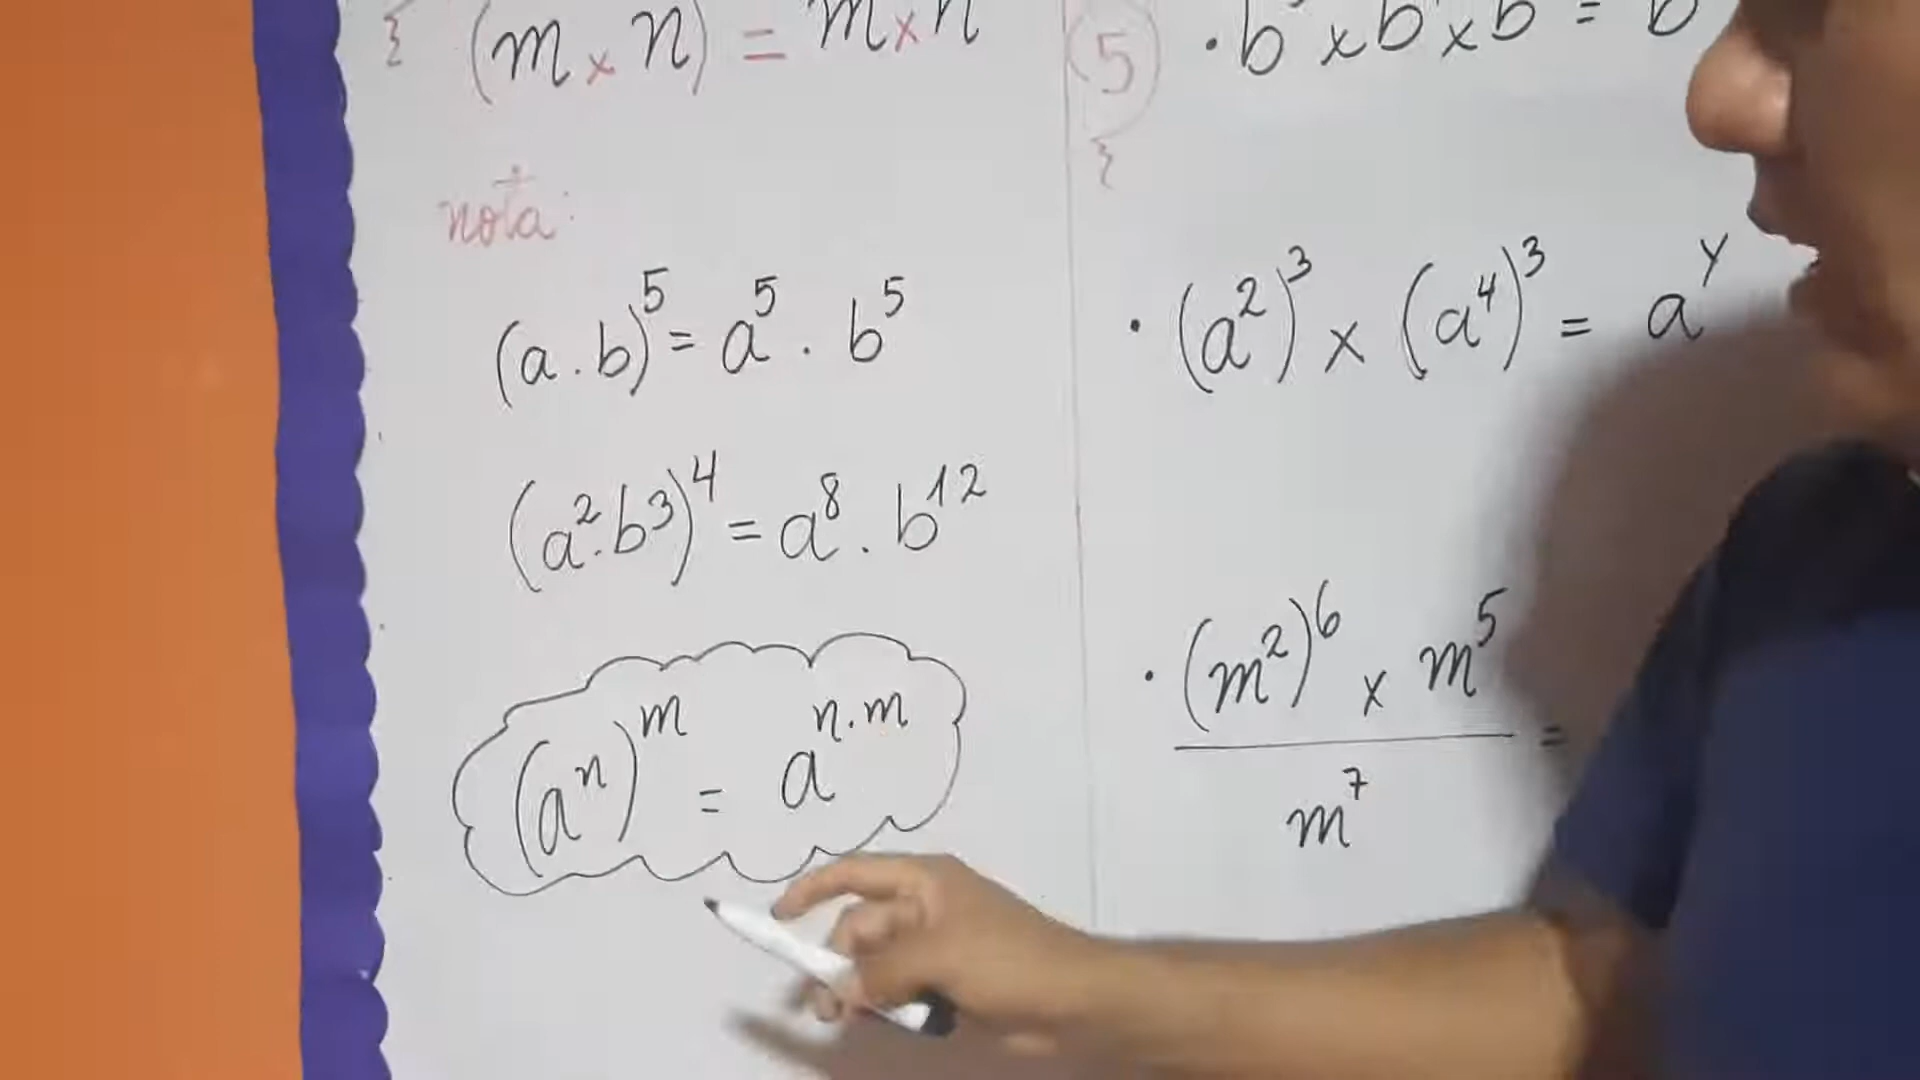 (m x n) = m x n
nota:
(a . b)⁵ = a⁵ . b⁵
(a² . b³)⁴ = a⁸ . b¹²
(aⁿ)ᵐ = aⁿ·ᵐ
5
· b x b x b = b
· (a²)³ x (a⁴)³ = aʸ
· (m²)⁶ x m⁵ =
m⁷